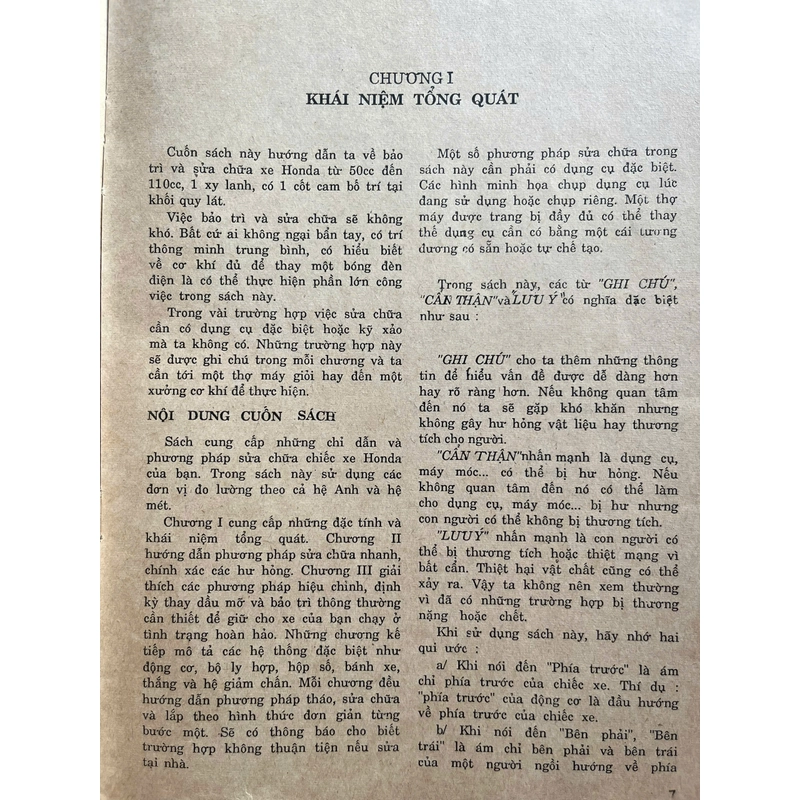 CHƯƠNG I
KHÁI NIỆM TỔNG QUÁT
Cuốn sách này hướng dẫn ta về bảo
trì và sửa chữa xe Honda từ 50cc đến
110cc, 1 xy lanh, có 1 cốt cam bố trí tại
khối quy lát.
Việc bảo trì và sửa chữa sẽ không
khó. Bất cứ ai không ngại bẩn tay, có trí
thông minh trung bình, có hiểu biết
về cơ khí đủ để thay một bóng đèn
điện là có thể thực hiện phần lớn công
việc trong sách này.
Trong vài trường hợp việc sửa chữa
cần có dụng cụ đặc biệt hoặc kỹ xảo
mà ta không có. Những trường hợp này
sẽ được ghi chú trong mỗi chương và ta
cần tới một thợ máy giỏi hay đến một
xưởng cơ khí để thực hiện.
NỘI DUNG CUỐN SÁCH
Sách cung cấp những chỉ dẫn và
phương pháp sửa chữa chiếc xe Honda
của bạn. Trong sách này sử dụng các
đơn vị đo lường theo cả hệ Anh và hệ
mét.
Chương I cung cấp những đặc tính và
khái niệm tổng quát. Chương II
hướng dẫn phương pháp sửa chữa nhanh,
chính xác các hư hỏng. Chương III giải
thích các phương pháp hiệu chỉnh, định
kỳ thay dầu mỡ và bảo trì thông thường
cần thiết để giữ cho xe của bạn chạy ở
tình trạng hoàn hảo. Những chương kế
tiếp mô tả các hệ thống đặc biệt như
động cơ, bộ ly hợp, hộp số, bánh xe,
thắng và hệ giảm chấn. Mỗi chương đều
hướng dẫn phương pháp tháo, sửa chữa
và lắp theo hình thức đơn giản từng
bước một. Sẽ có thông báo cho biết
trường hợp không thuận tiện nếu sửa
tại nhà.
Một số phương pháp sửa chữa trong
sách này cần phải có dụng cụ đặc biệt.
Các hình minh họa chụp dụng cụ lúc
đang sử dụng hoặc chụp riêng. Một thợ
máy được trang bị đầy đủ có thể thay
thế dụng cụ cần có bằng một cái tương
đương có sẵn hoặc tự chế tạo.
Trong sách này, các từ "GHI CHÚ",
"CẨN THẬN" và "LƯU Ý" có nghĩa đặc biệt
như sau :
"GHI CHÚ" cho ta thêm những thông
tin để hiểu vấn đề được dễ dàng hơn
hay rõ ràng hơn. Nếu không quan tâm
đến nó ta sẽ gặp khó khăn nhưng
không gây hư hỏng vật liệu hay thương
tích cho người.
"CẨN THẬN" nhấn mạnh là dụng cụ,
máy móc... có thể bị hư hỏng. Nếu
không quan tâm đến nó có thể làm
cho dụng cụ, máy móc... bị hư nhưng
con người có thể không bị thương tích.
"LƯU Ý" nhấn mạnh là con người có
thể bị thương tích hoặc thiệt mạng vì
bất cẩn. Thiệt hại vật chất cũng có thể
xảy ra. Vậy ta không nên xem thường
vì đã có những trường hợp bị thương
nặng hoặc chết.
Khi sử dụng sách này, hãy nhớ hai
qui ước :
a/ Khi nói đến "Phía trước" là ám
chỉ phía trước của chiếc xe. Thí dụ :
"phía trước" của động cơ là đầu hướng
về phía trước của chiếc xe.
b/ Khi nói đến "Bên phải", "Bên
trái" là ám chỉ bên phải và bên trái
của một người ngồi hướng về phía
7